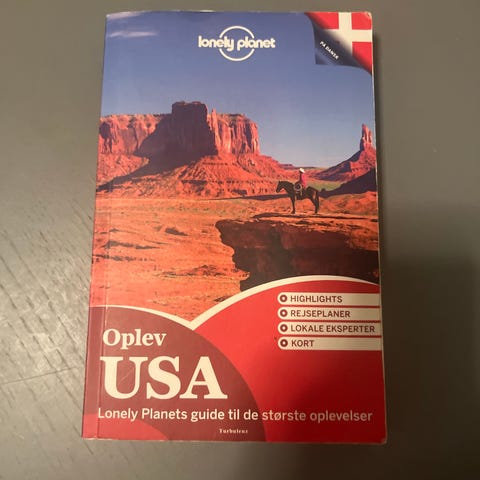 lonely planet
PÅ DANSK
HIGHLIGHTS
REJSEPLANER
LOKALE EKSPERTER
KORT
Oplev
USA
Lonely Planets guide til de største oplevelser
Turbulenz